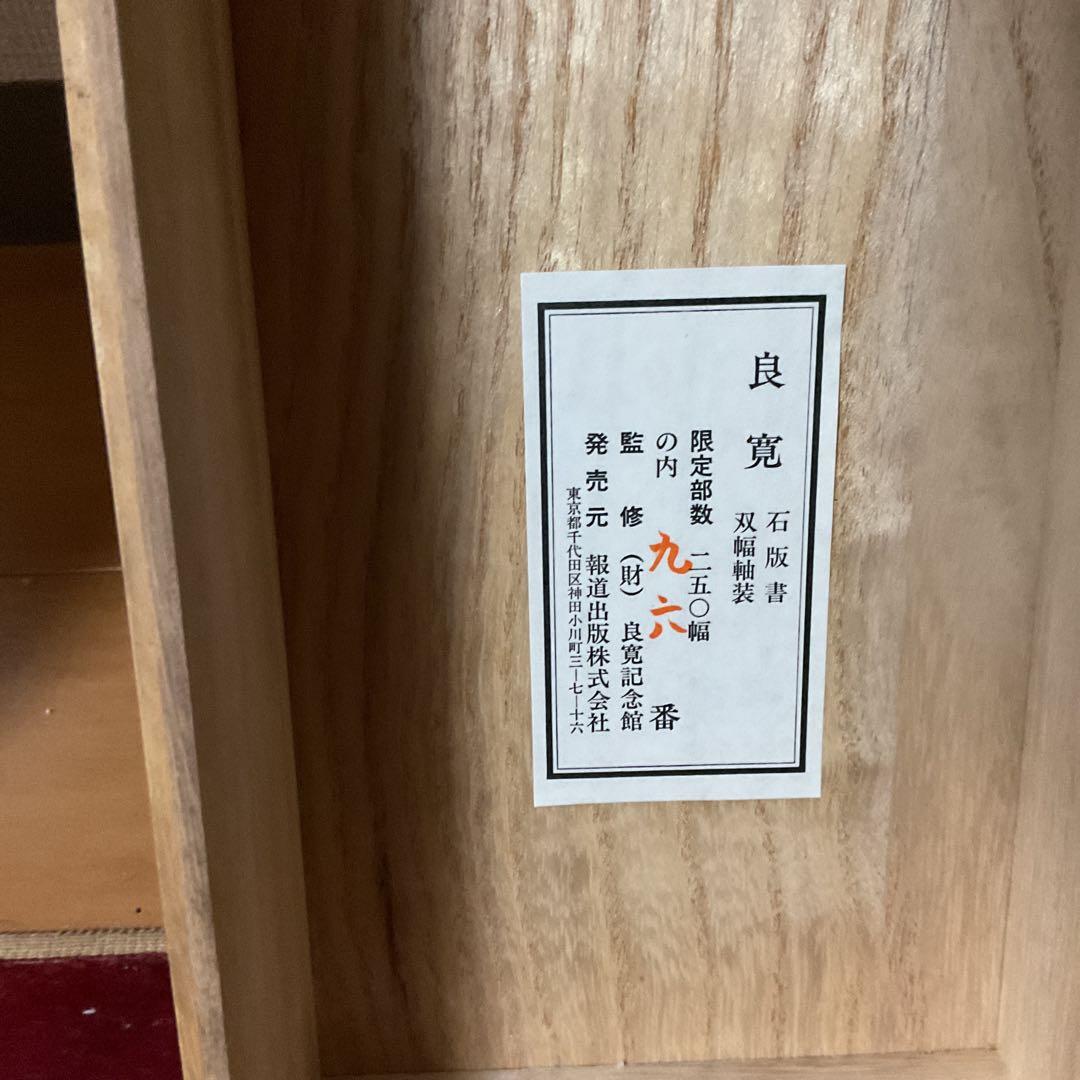 良寛
石版書
双幅軸装
限定部数 二五〇幅
の内 九六 番
監修 (財) 良寛記念館
発売元 報道出版株式会社
東京都千代田区神田小川町三―七―十六